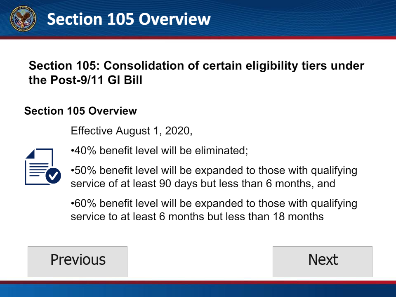 Section 105 Overview
Section 105: Consolidation of certain eligibility tiers under
the Post-9/11 GI Bill
Section 105 Overview
Effective August 1, 2020,
•40% benefit level will be eliminated;
•50% benefit level will be expanded to those with qualifying
service of at least 90 days but less than 6 months, and
•60% benefit level will be expanded to those with qualifying
service to at least 6 months but less than 18 months
Previous
Next